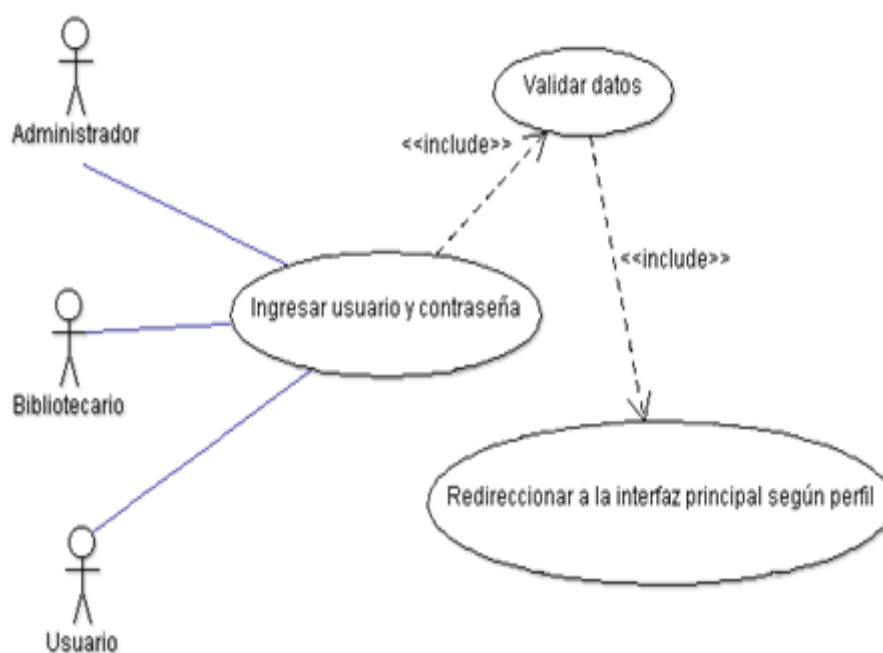 Administrador
Validar datos
<<include>>
<<include>>
Ingresar usuario y contraseña
Bibliotecario
Redireccionar a la interfaz principal según perfil
Usuario